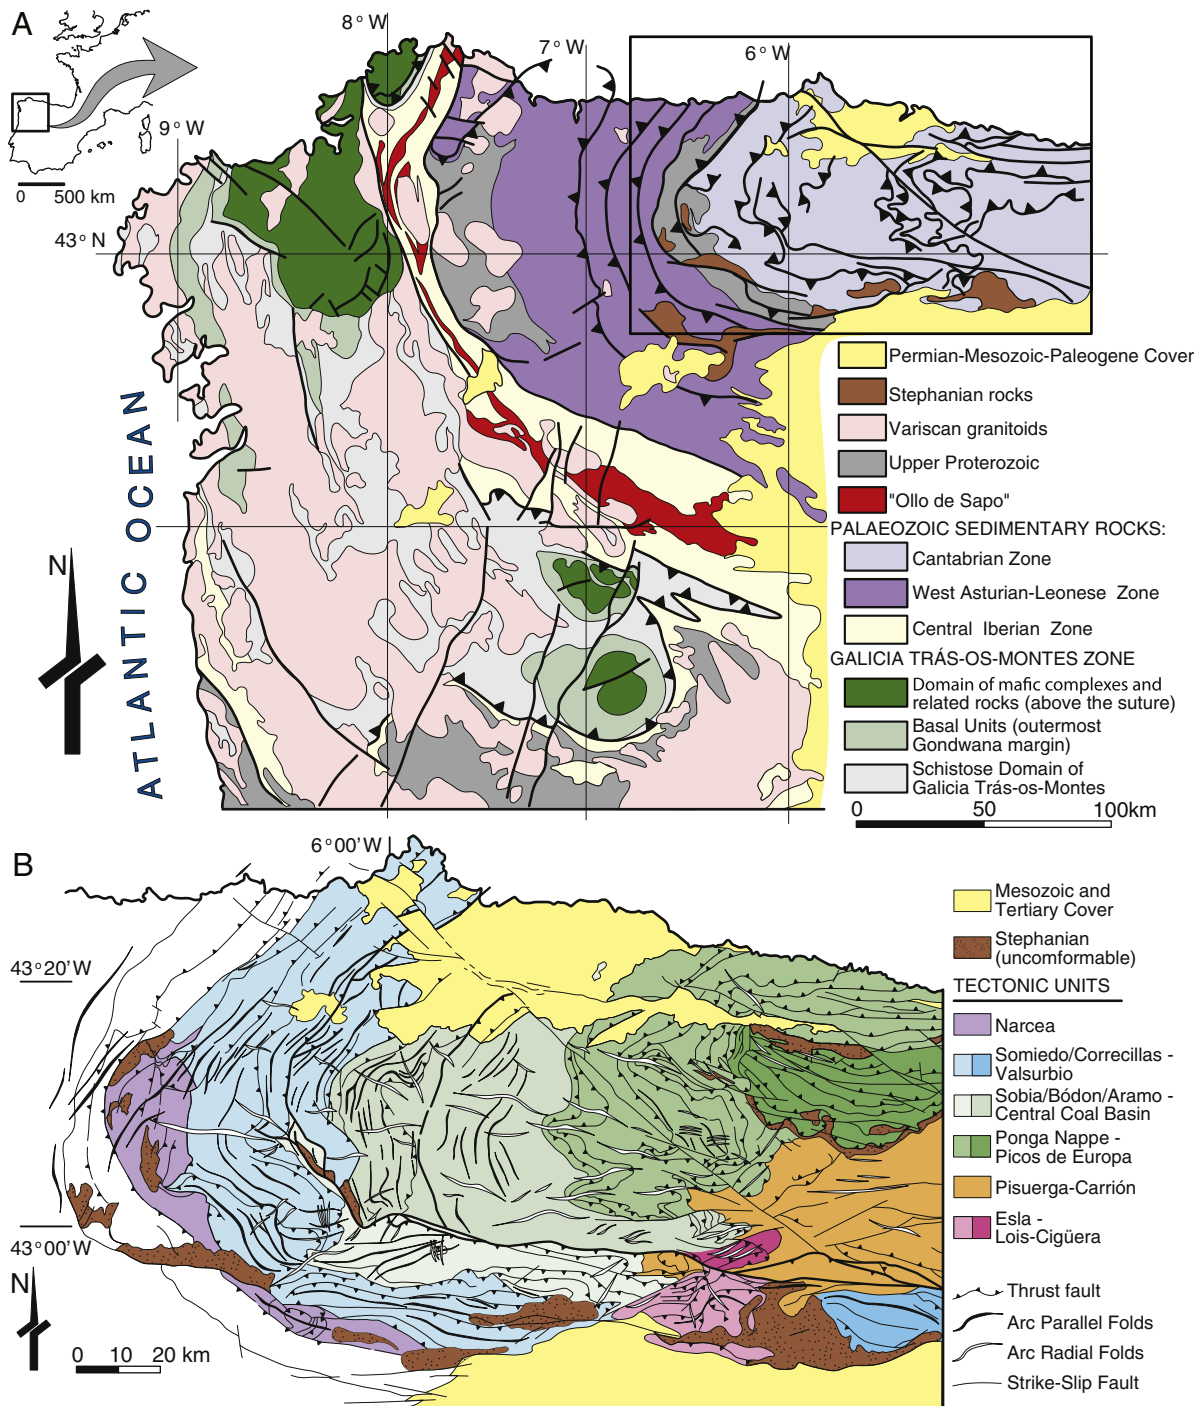 A
8° W
7° W
6° W
9° W
0 500 km
43° N
ATLANTIC OCEAN
N
Permian-Mesozoic-Paleogene Cover
Stephanian rocks
Variscan granitoids
Upper Proterozoic
"Ollo de Sapo"
PALAEOZOIC SEDIMENTARY ROCKS:
Cantabrian Zone
West Asturian-Leonese Zone
Central Iberian Zone
GALICIA TRÁS-OS-MONTES ZONE
Domain of mafic complexes and
related rocks (above the suture)
Basal Units (outermost
Gondwana margin)
Schistose Domain of
Galicia Trás-os-Montes
0 50 100km
B
6°00'W
43°20'W
43°00'W
N
0 10 20 km
Mesozoic and
Tertiary Cover
Stephanian
(uncomformable)
TECTONIC UNITS
Narcea
Somiedo/Correcillas -
Valsurbio
Sobia/Bódon/Aramo -
Central Coal Basin
Ponga Nappe -
Picos de Europa
Pisuerga-Carrión
Esla -
Lois-Cigüera
Thrust fault
Arc Parallel Folds
Arc Radial Folds
Strike-Slip Fault